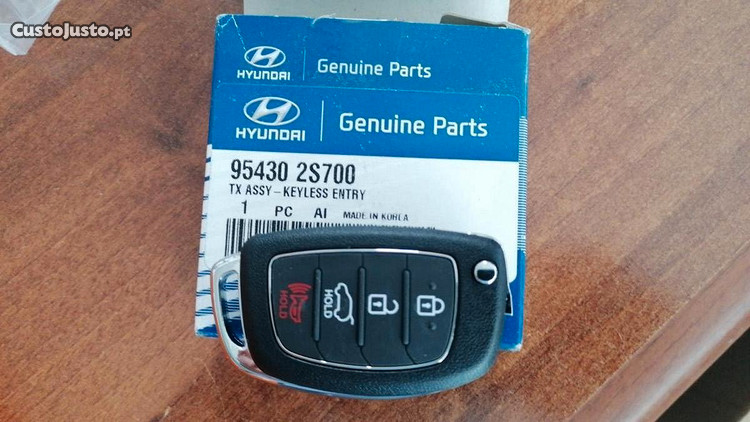 CustoJusto.pt
HYUNDAI
Genuine Parts
HYUNDAI
Genuine Parts
95430 2S700
TX ASSY-KEYLESS ENTRY
1 PC AI MADE IN KOREA
HOLD
HOLD